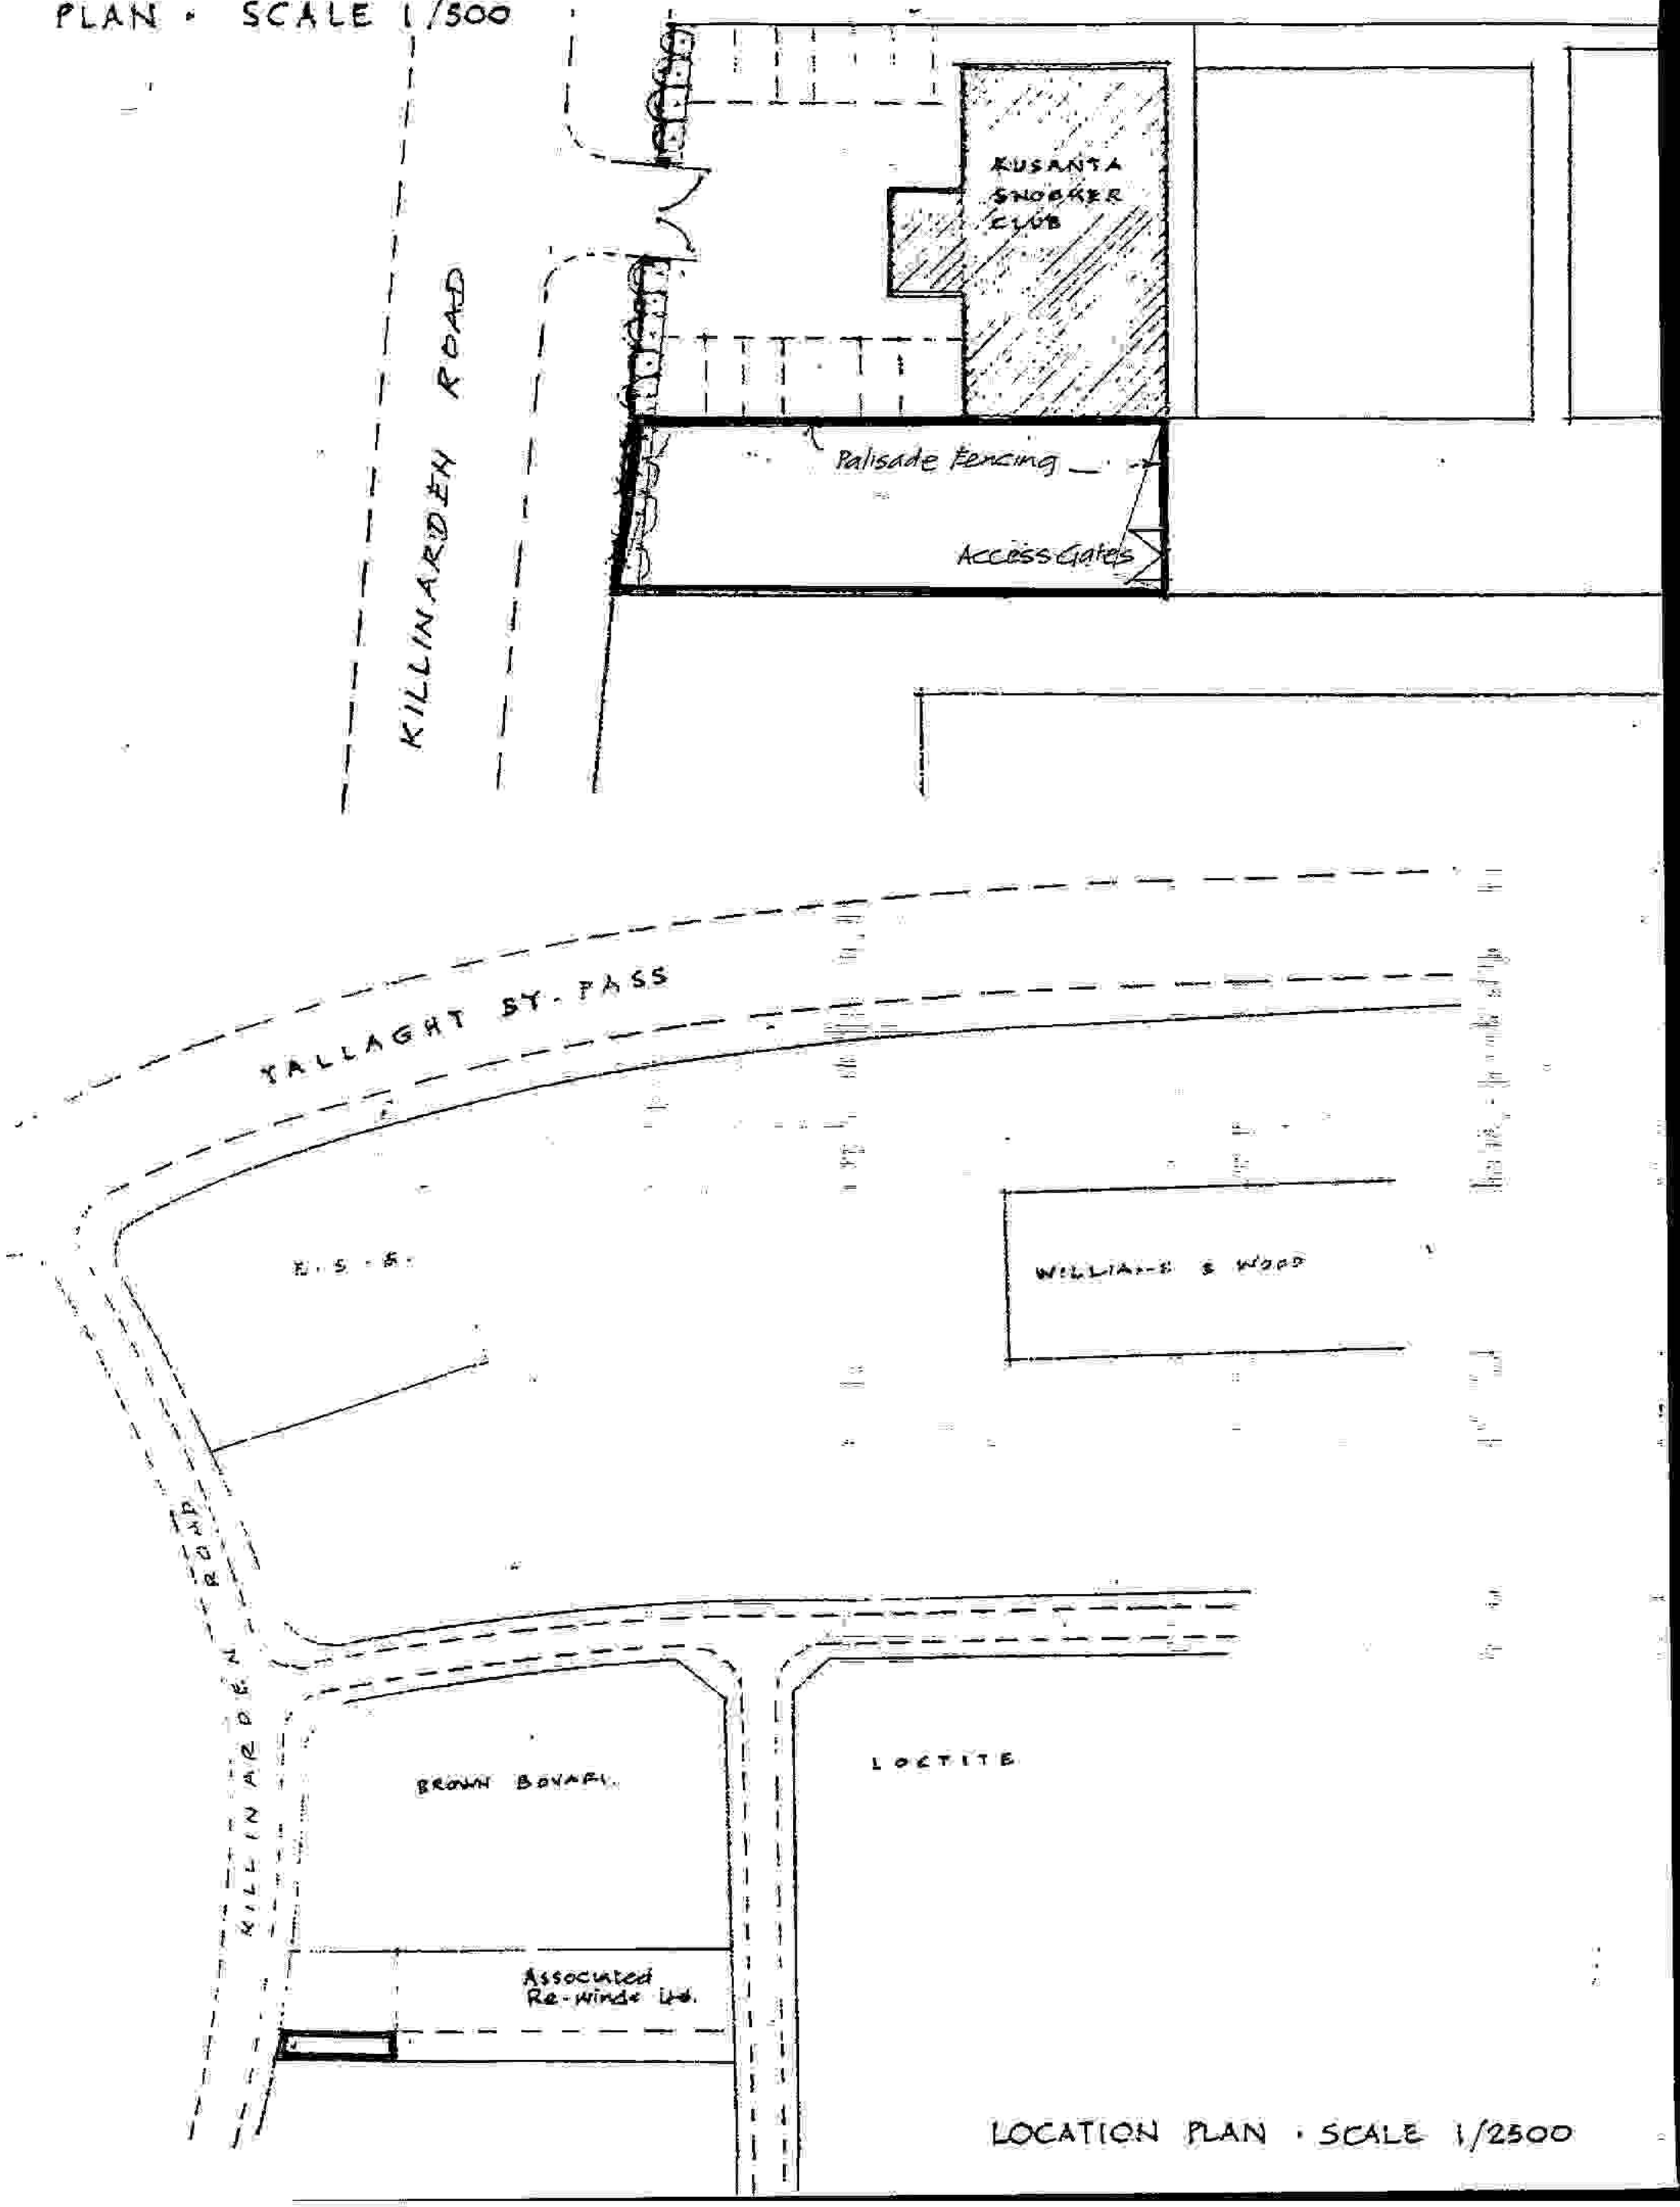 PLAN · SCALE 1/500
KUSANTA
SNOOKER
CLUB
KILLINARDEN ROAD
Palisade Fencing
Access Gates
TALLAGHT BY-PASS
WILLIAMS & WOOD
KILLINARDEN ROAD
BROWN BOVARI.
LOCTITE
Associated
Re-winds Ltd.
LOCATION PLAN · SCALE 1/2500